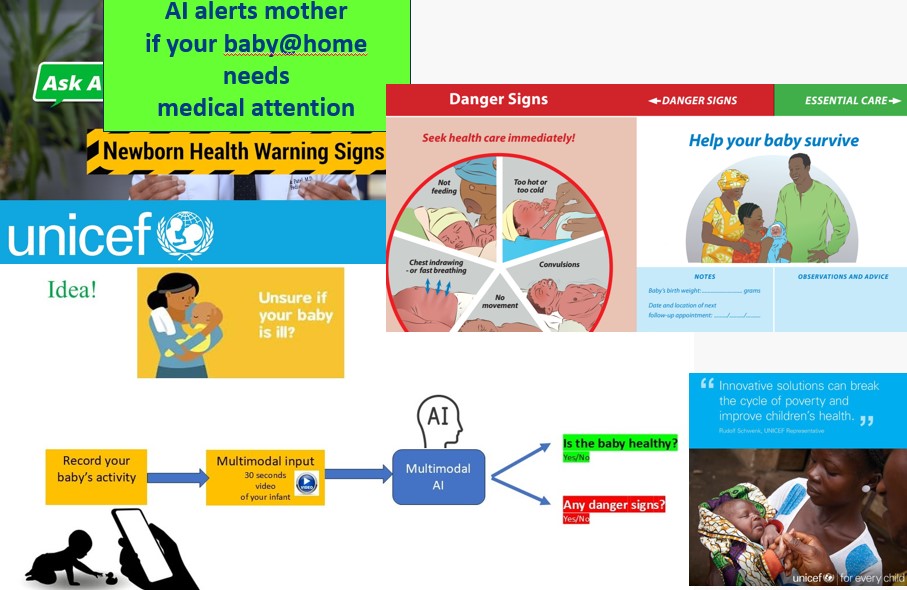 AI alerts mother
if your baby@home
needs
medical attention
Ask A
Newborn Health Warning Signs
unicef
Idea!
Unsure if
your baby
is ill?
Danger Signs
DANGER SIGNS
ESSENTIAL CARE
Seek health care immediately!
Not
feeding
Too hot or
too cold
Chest indrawing
- or fast breathing
Convulsions
No
movement
Help your baby survive
NOTES
Baby's birth weight: grams
Date and location of next
follow-up appointment: / /
OBSERVATIONS AND ADVICE
Record your
baby's activity
Multimodal input
30 seconds
video
of your infant
VIDEO
AI
Multimodal
AI
Is the baby healthy?
Yes/No
Any danger signs?
Yes/No
“ Innovative solutions can break
the cycle of poverty and
improve children's health. ”
Rudolf Schwenk, UNICEF Representative
unicef | for every child